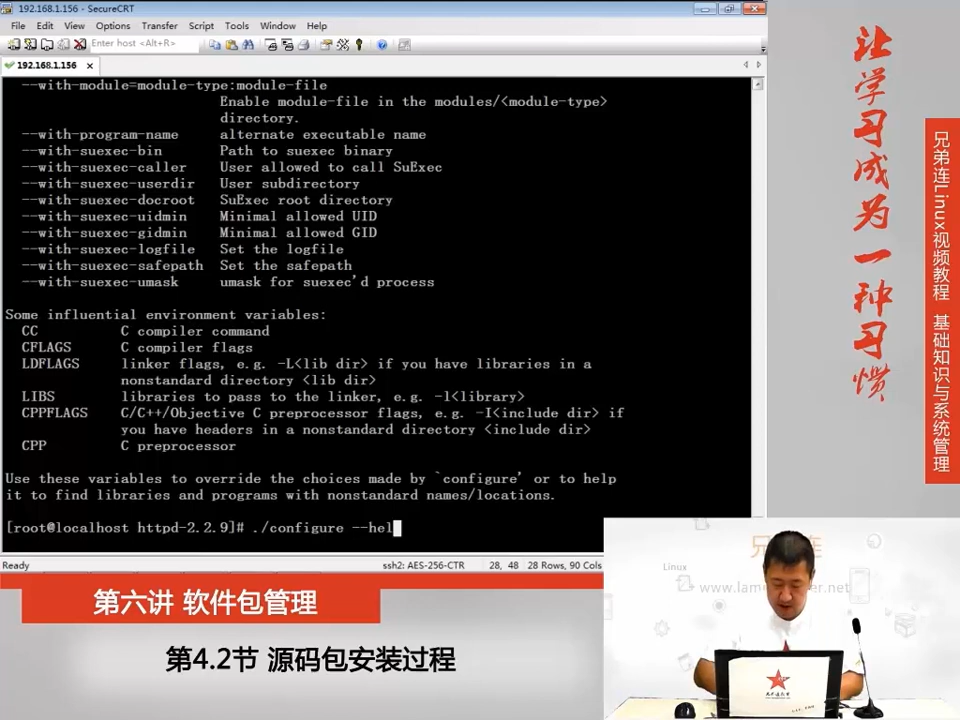 192.168.1.156 - SecureCRT
File Edit View Options Transfer Script Tools Window Help
Enter host <Alt+R>
192.168.1.156
--with-module=module-type:module-file
Enable module-file in the modules/<module-type>
directory.
--with-program-name alternate executable name
--with-suexec-bin Path to suexec binary
--with-suexec-caller User allowed to call SuExec
--with-suexec-userdir User subdirectory
--with-suexec-docroot SuExec root directory
--with-suexec-uidmin Minimal allowed UID
--with-suexec-gidmin Minimal allowed GID
--with-suexec-logfile Set the logfile
--with-suexec-safepath Set the safepath
--with-suexec-umask umask for suexec'd process
Some influential environment variables:
CC C compiler command
CFLAGS C compiler flags
LDFLAGS linker flags, e.g. -L<lib dir> if you have libraries in a
nonstandard directory <lib dir>
LIBS libraries to pass to the linker, e.g. -l<library>
CPPFLAGS C/C++/Objective C preprocessor flags, e.g. -I<include dir> if
you have headers in a nonstandard directory <include dir>
CPP C preprocessor
Use these variables to override the choices made by `configure' or to help
it to find libraries and programs with nonstandard names/locations.
[root@localhost httpd-2.2.9]# ./configure --hel
Ready ssh2: AES-256-CTR 28, 48 28 Rows, 90 Cols
让学习成为一种习惯
兄弟连Linux视频教程 基础知识与系统管理
第六讲 软件包管理
第4.2节 源码包安装过程
Linux